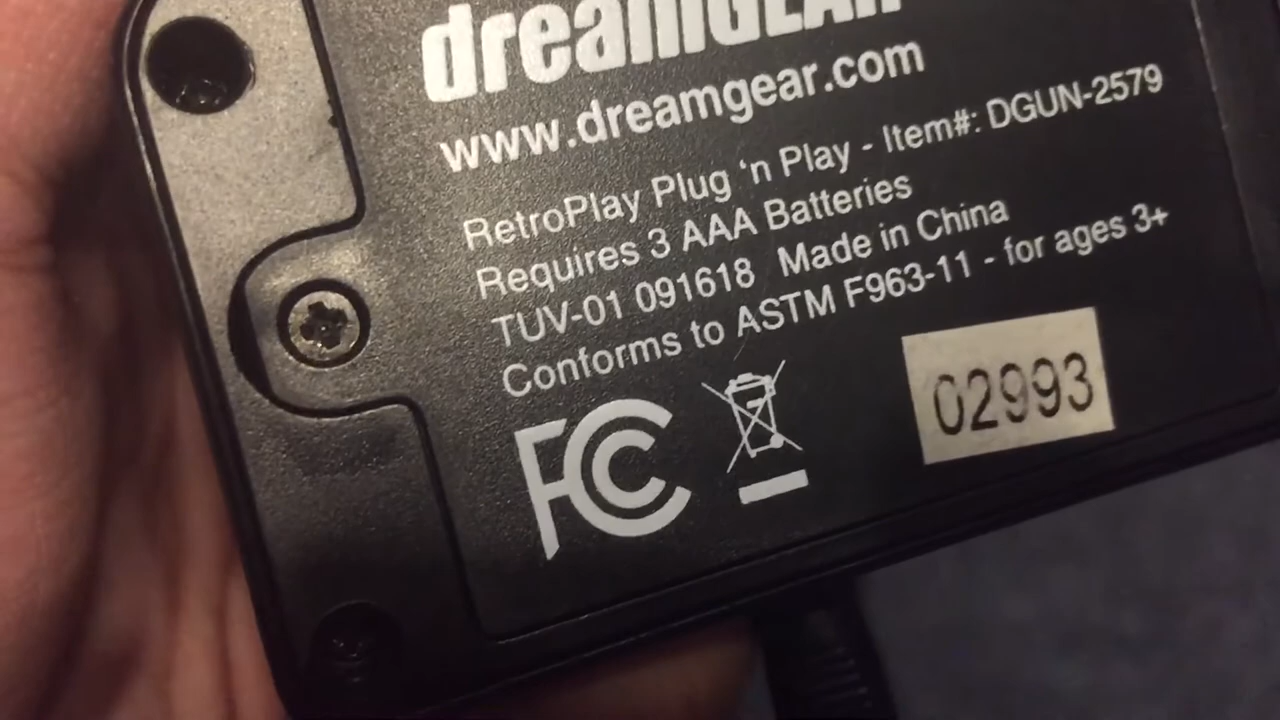 dreamGEAR
www.dreamgear.com
RetroPlay Plug 'n Play - Item#: DGUN-2579
Requires 3 AAA Batteries
TUV-01 091618 Made in China
Conforms to ASTM F963-11 - for ages 3+
FC
02993